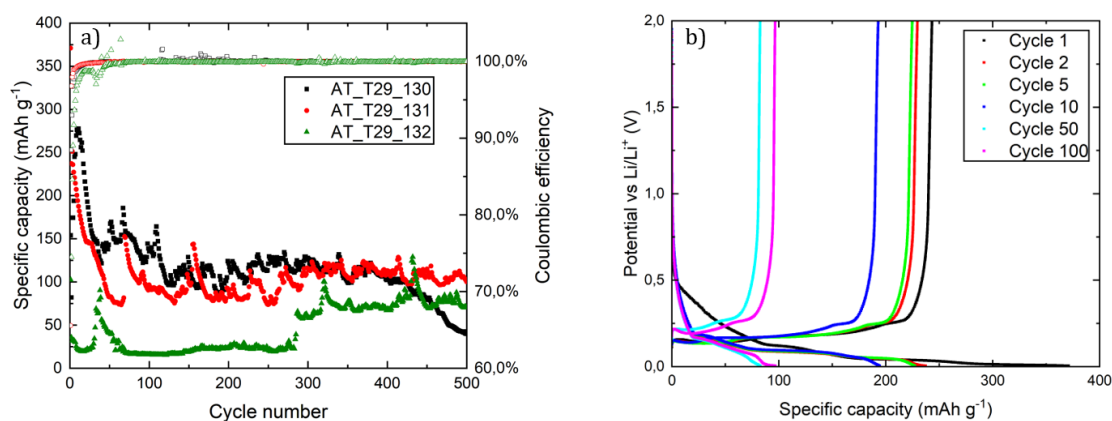 a)
400
350
300
250
200
150
100
50
0
Specific capacity (mAh g⁻¹)
0 100 200 300 400 500
Cycle number
100,0%
90,0%
80,0%
70,0%
60,0%
Coulombic efficiency
AT_T29_130
AT_T29_131
AT_T29_132
b)
2,0
1,5
1,0
0,5
0,0
Potential vs Li/Li⁺ (V)
0 100 200 300 400
Specific capacity (mAh g⁻¹)
Cycle 1
Cycle 2
Cycle 5
Cycle 10
Cycle 50
Cycle 100